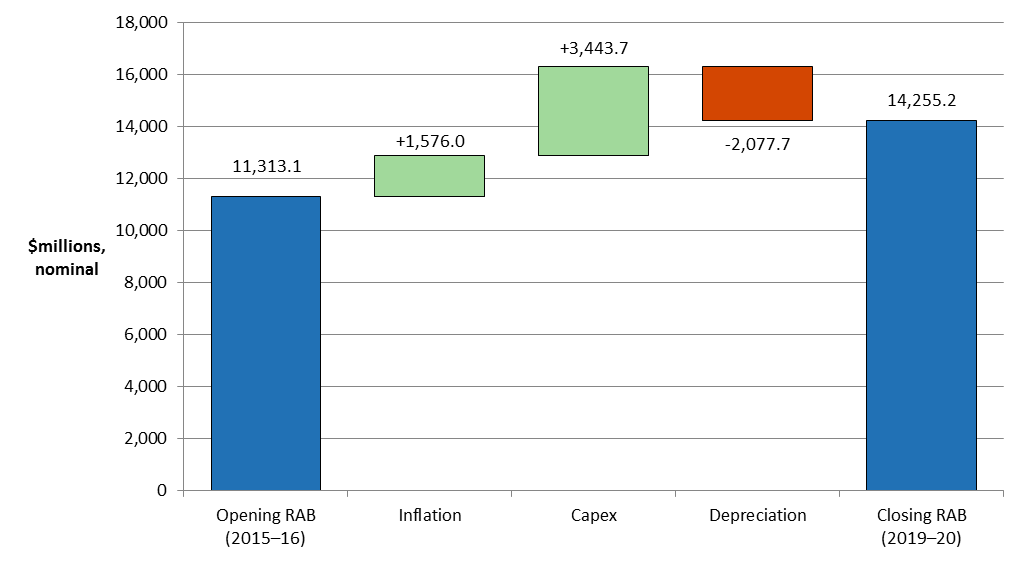 18,000
16,000
14,000
12,000
10,000
8,000
6,000
4,000
2,000
0
$millions,
nominal
11,313.1
+1,576.0
+3,443.7
-2,077.7
14,255.2
Opening RAB
(2015–16)
Inflation
Capex
Depreciation
Closing RAB
(2019–20)